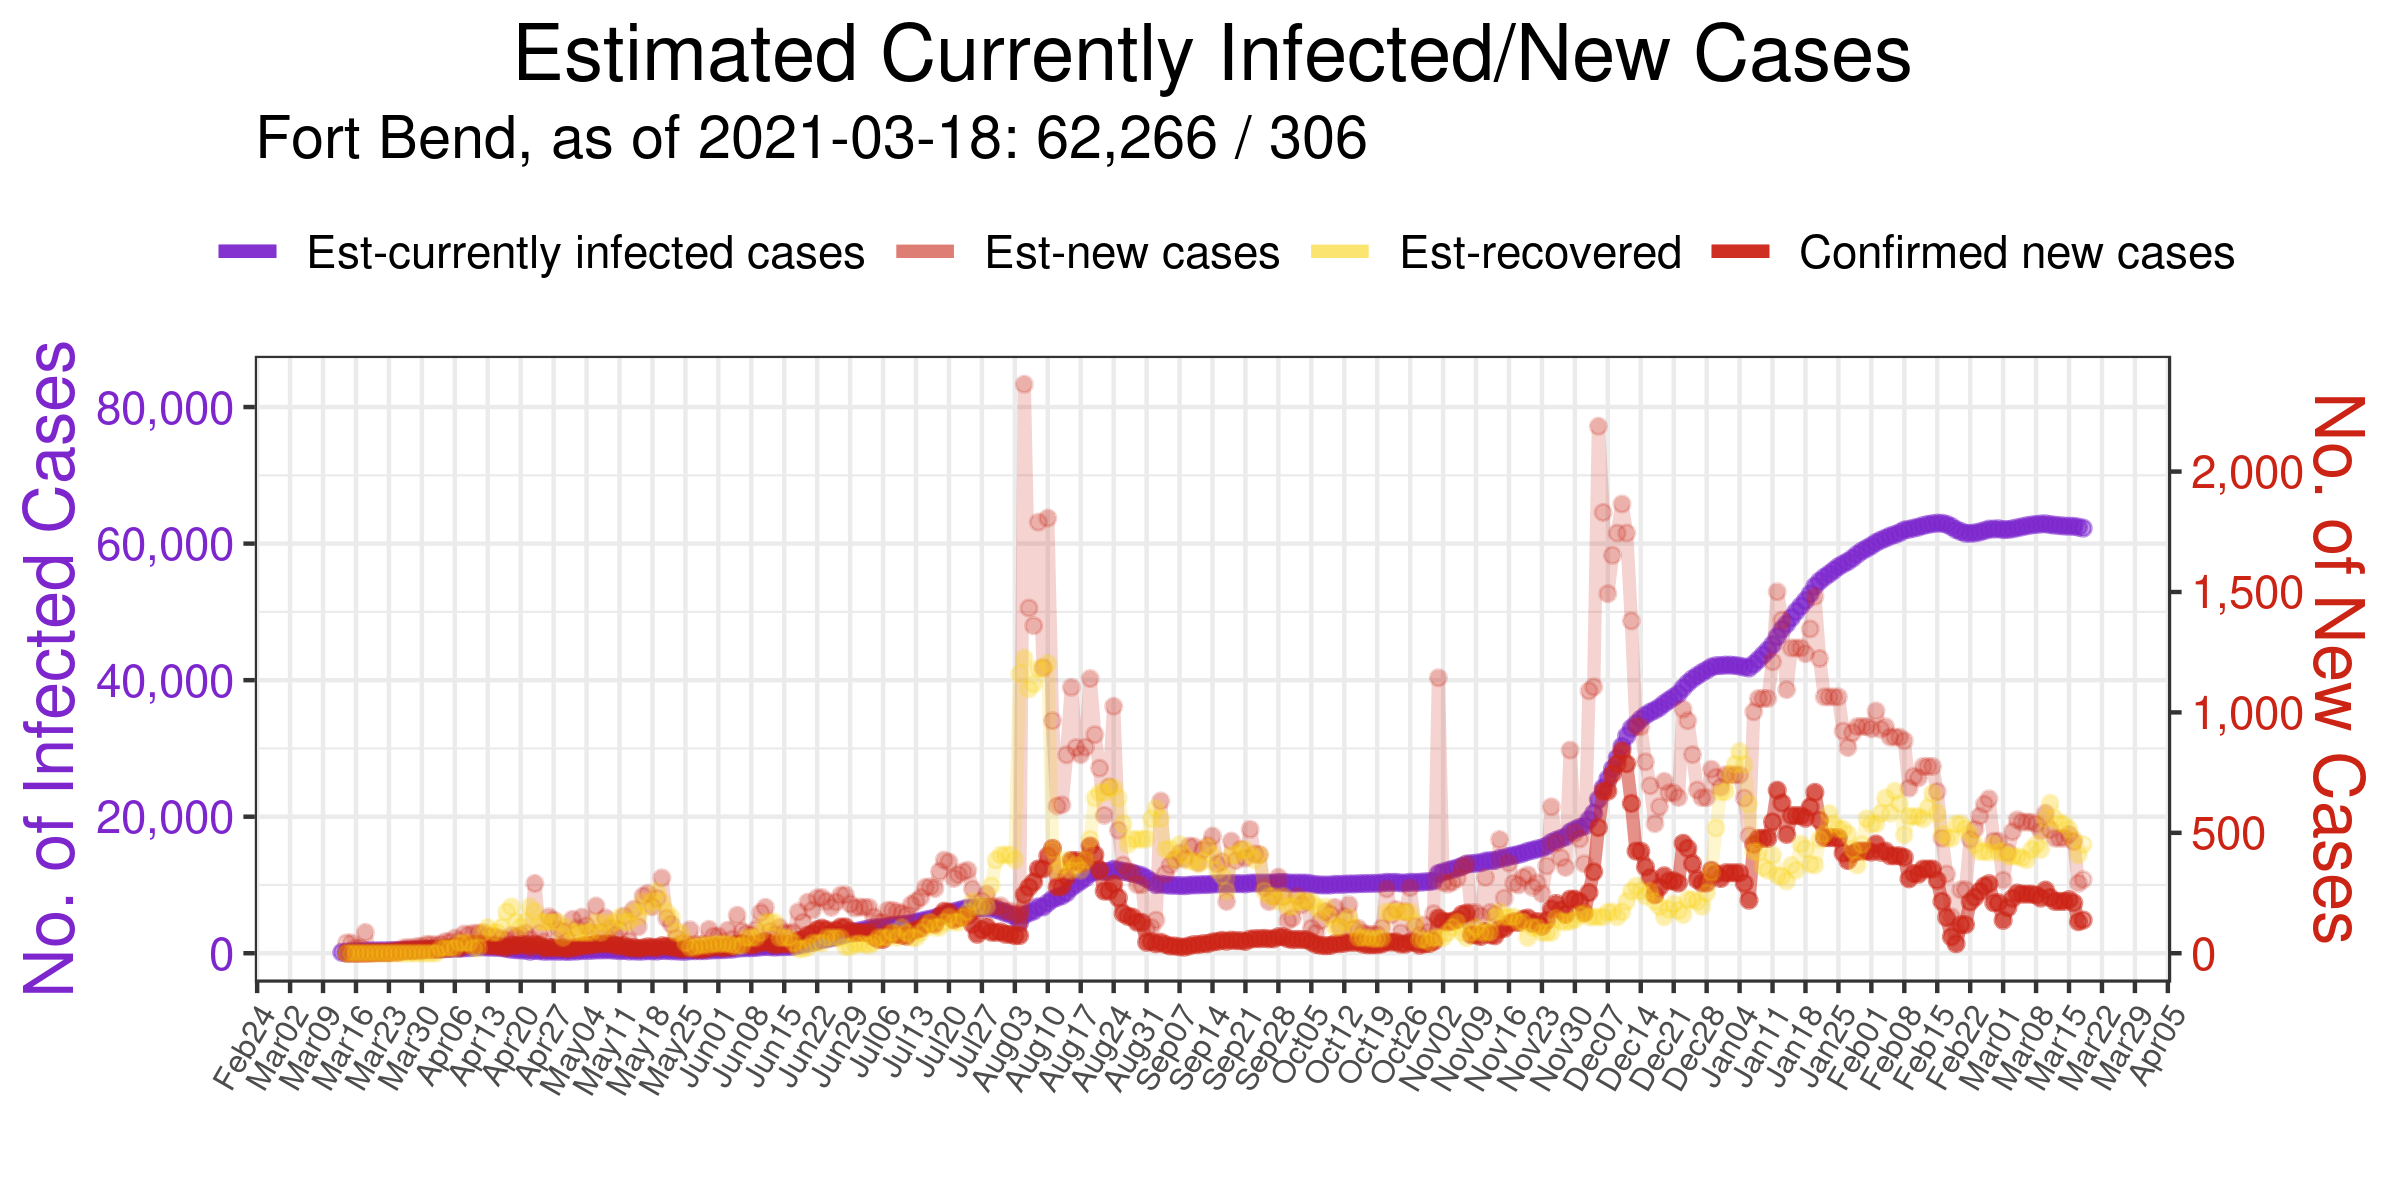 Estimated Currently Infected/New Cases
Fort Bend, as of 2021-03-18: 62,266 / 306
Est-currently infected cases Est-new cases Est-recovered Confirmed new cases
No. of Infected Cases
80,000
60,000
40,000
20,000
0
No. of New Cases
2,000
1,500
1,000
500
0
Feb24 Mar02 Mar09 Mar16 Mar23 Mar30 Apr06 Apr13 Apr20 Apr27 May04 May11 May18 May25 Jun01 Jun08 Jun15 Jun22 Jun29 Jul06 Jul13 Jul20 Jul27 Aug03 Aug10 Aug17 Aug24 Aug31 Sep07 Sep14 Sep21 Sep28 Oct05 Oct12 Oct19 Oct26 Nov02 Nov09 Nov16 Nov23 Nov30 Dec07 Dec14 Dec21 Dec28 Jan04 Jan11 Jan18 Jan25 Feb01 Feb08 Feb15 Feb22 Mar01 Mar08 Mar15 Mar22 Mar29 Apr05